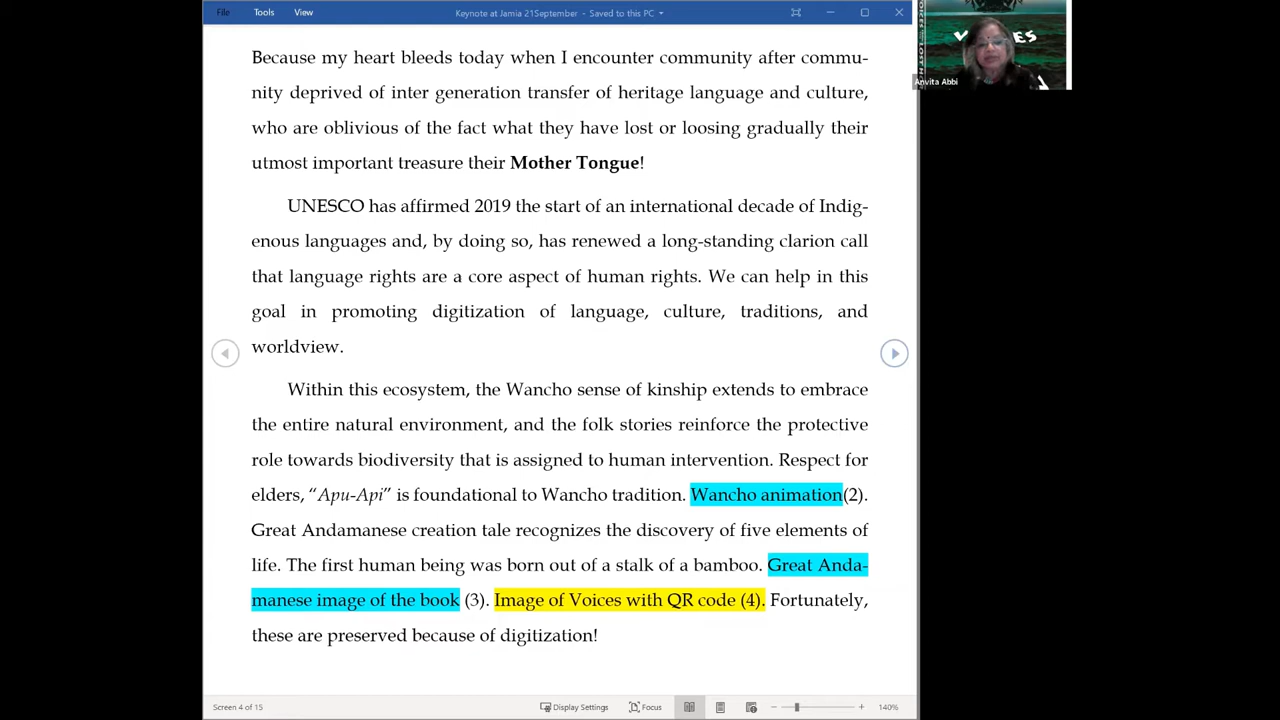 File Tools View Keynote at Jamia 21September - Saved to this PC
Because my heart bleeds today when I encounter community after commu-
nity deprived of inter generation transfer of heritage language and culture,
who are oblivious of the fact what they have lost or loosing gradually their
utmost important treasure their Mother Tongue!
UNESCO has affirmed 2019 the start of an international decade of Indig-
enous languages and, by doing so, has renewed a long-standing clarion call
that language rights are a core aspect of human rights. We can help in this
goal in promoting digitization of language, culture, traditions, and
worldview.
Within this ecosystem, the Wancho sense of kinship extends to embrace
the entire natural environment, and the folk stories reinforce the protective
role towards biodiversity that is assigned to human intervention. Respect for
elders, “Apu-Api” is foundational to Wancho tradition. Wancho animation(2).
Great Andamanese creation tale recognizes the discovery of five elements of
life. The first human being was born out of a stalk of a bamboo. Great Anda-
manese image of the book (3). Image of Voices with QR code (4). Fortunately,
these are preserved because of digitization!
Screen 4 of 15 Display Settings Focus 140%
Anvita Abbi